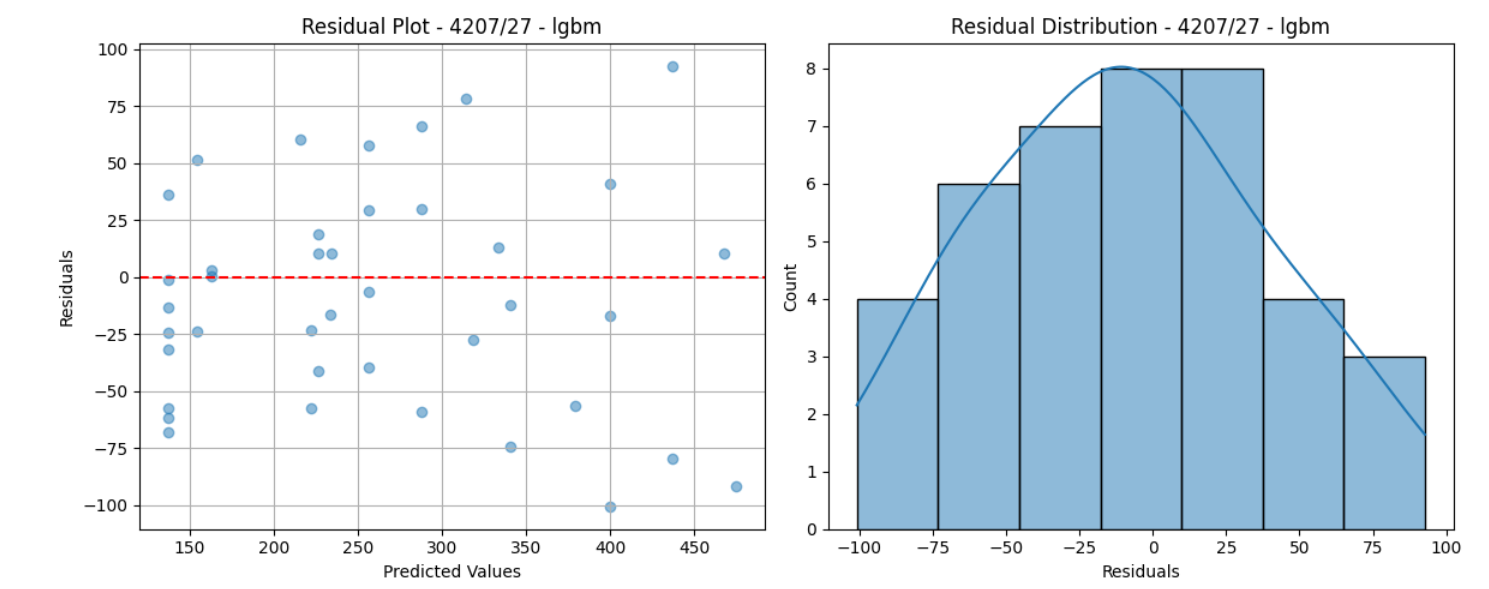 Residual Plot - 4207/27 - lgbm
100
75
50
25
0
−25
−50
−75
−100
Residuals
150 200 250 300 350 400 450
Predicted Values
Residual Distribution - 4207/27 - lgbm
8
7
6
5
4
3
2
1
0
Count
−100 −75 −50 −25 0 25 50 75 100
Residuals